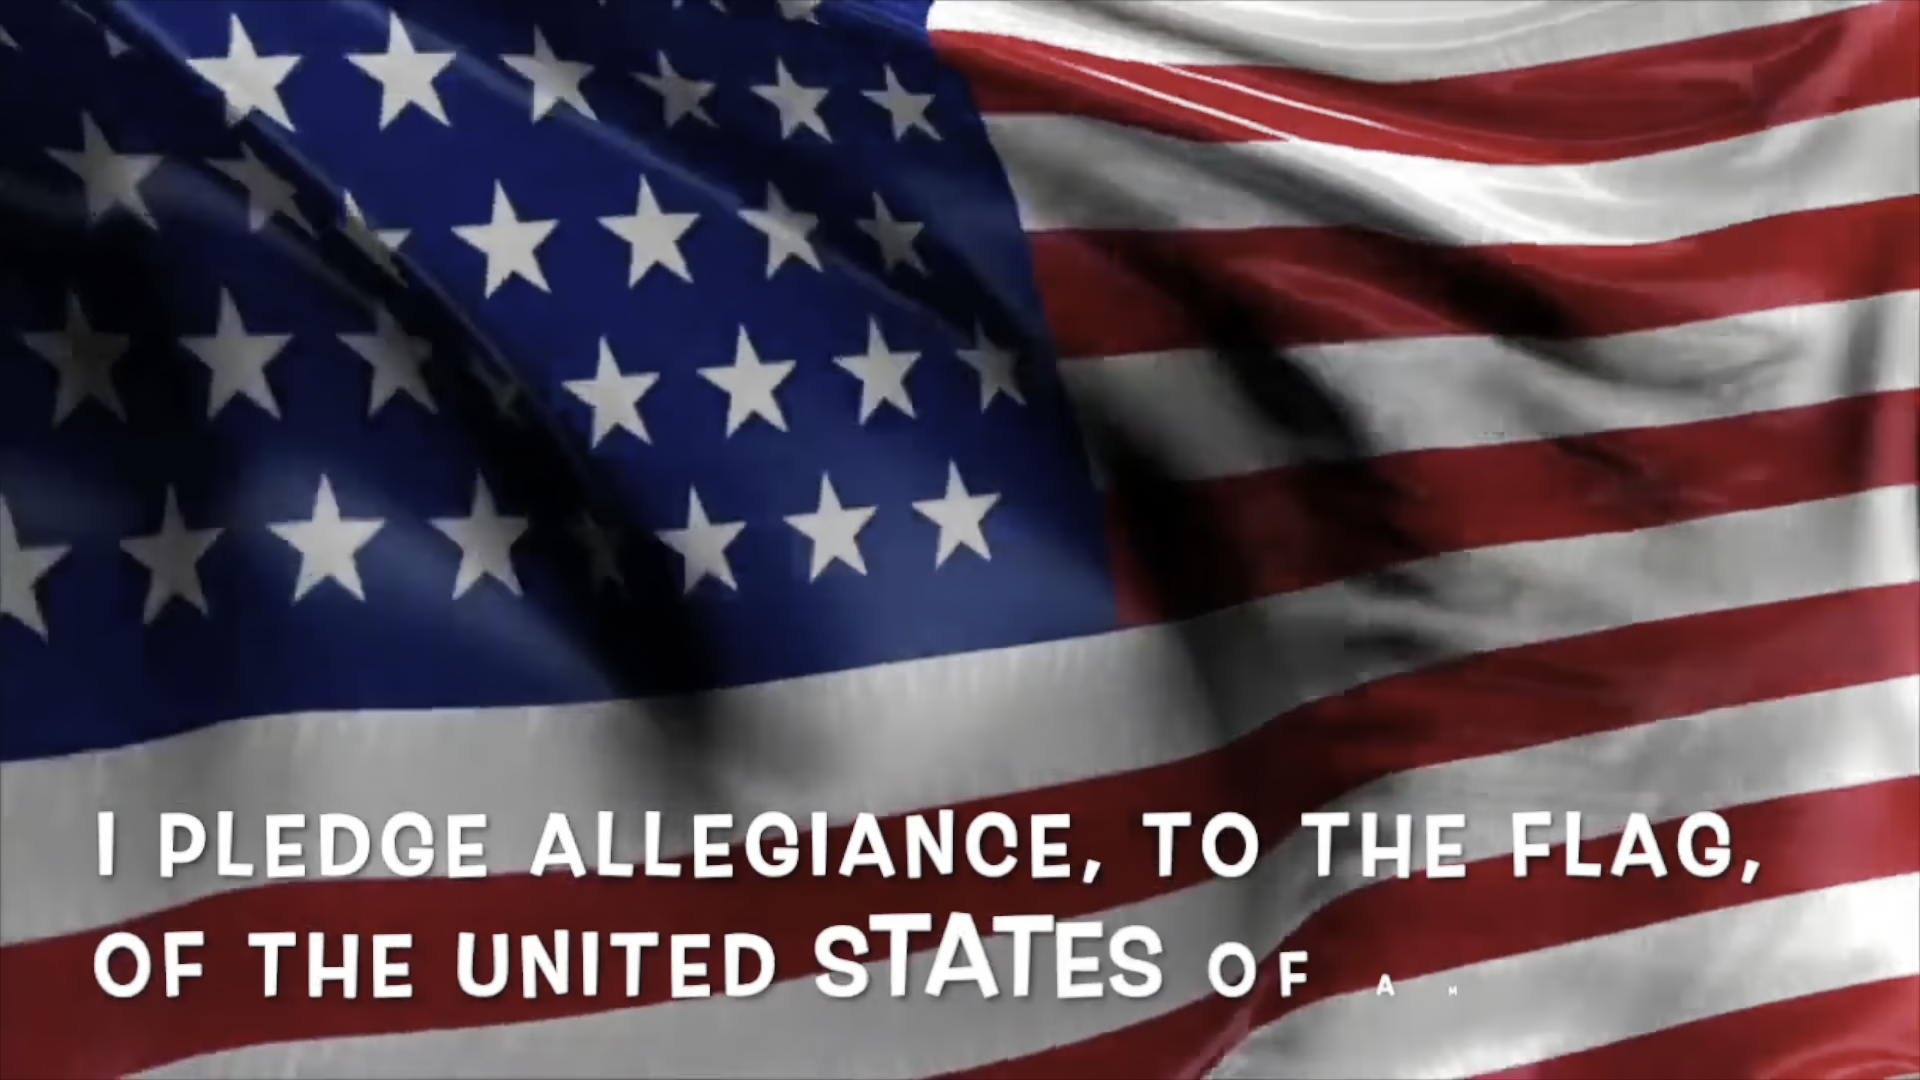 I PLEDGE ALLEGIANCE, TO THE FLAG,
OF THE UNITED STATES OF A M